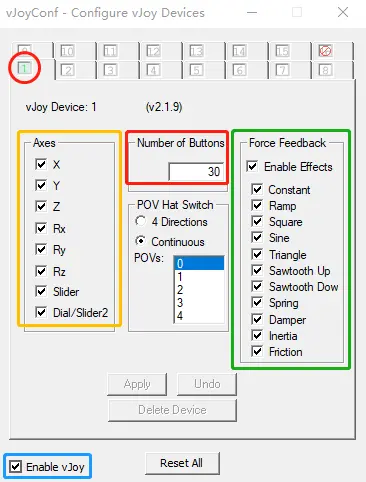 vJoyConf - Configure vJoy Devices
9 10 11 12 13 14 15
1 2 3 4 5 6 7 8
vJoy Device: 1 (v2.1.9)
Axes
X
Y
Z
Rx
Ry
Rz
Slider
Dial/Slider2
Number of Buttons
30
POV Hat Switch
4 Directions
Continuous
POVs:
0
1
2
3
4
Force Feedback
Enable Effects
Constant
Ramp
Square
Sine
Triangle
Sawtooth Up
Sawtooth Dow
Spring
Damper
Inertia
Friction
Apply
Undo
Delete Device
Enable vJoy
Reset All